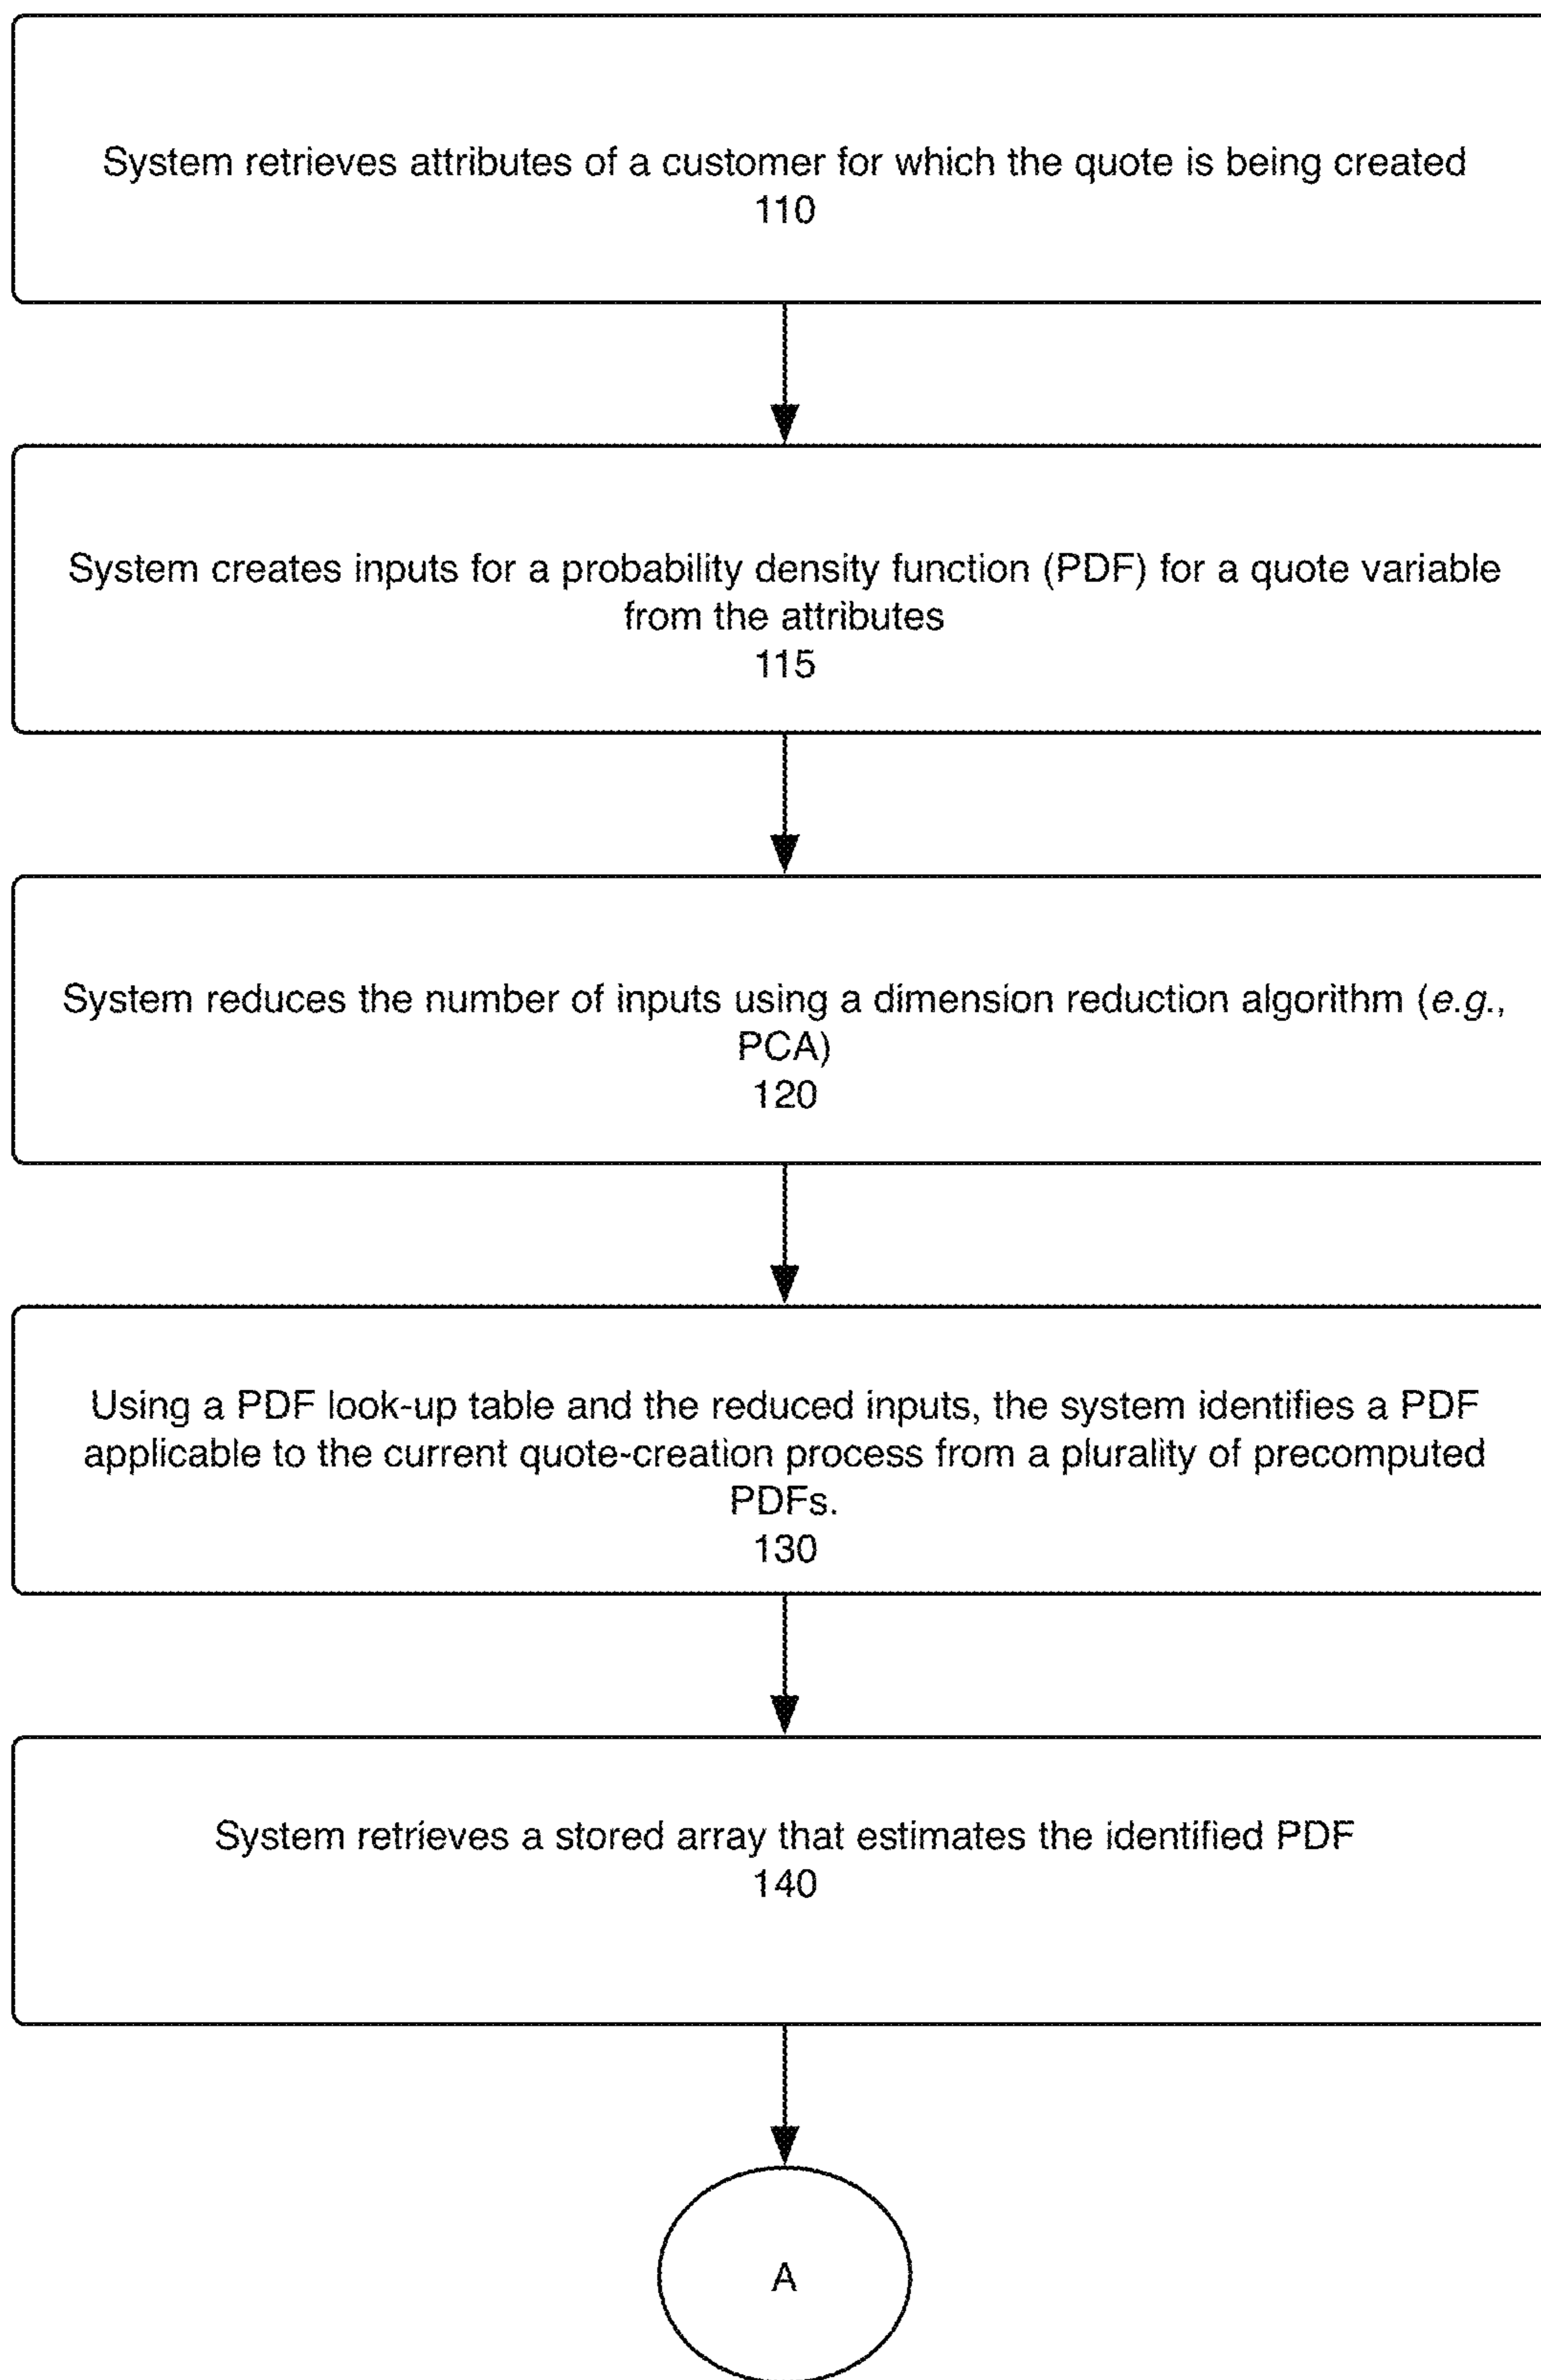 System retrieves attributes of a customer for which the quote is being created
110
System creates inputs for a probability density function (PDF) for a quote variable
from the attributes
115
System reduces the number of inputs using a dimension reduction algorithm (e.g.,
PCA)
120
Using a PDF look-up table and the reduced inputs, the system identifies a PDF
applicable to the current quote-creation process from a plurality of precomputed
PDFs.
130
System retrieves a stored array that estimates the identified PDF
140
A